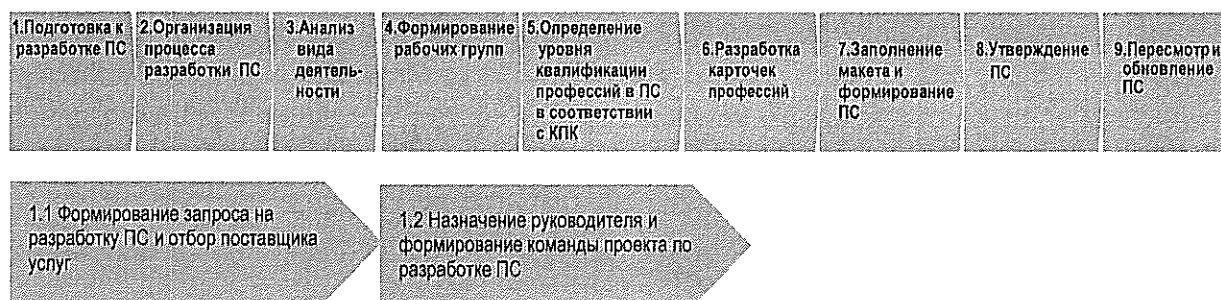 1.Подготовка к
разработке ПС
2.Организация
процесса
разработки ПС
3.Анализ
вида
деятель-
ности
4.Формирование
рабочих групп
5.Определение
уровня
квалификации
профессий в ПС
в соответствии
с КПК
6.Разработка
карточек
профессий
7.Заполнение
макета и
формирование
ПС
8.Утверждение
ПС
9.Пересмотр и
обновление
ПС
1.1 Формирование запроса на
разработку ПС и отбор поставщика
услуг
1.2 Назначение руководителя и
формирование команды проекта по
разработке ПС